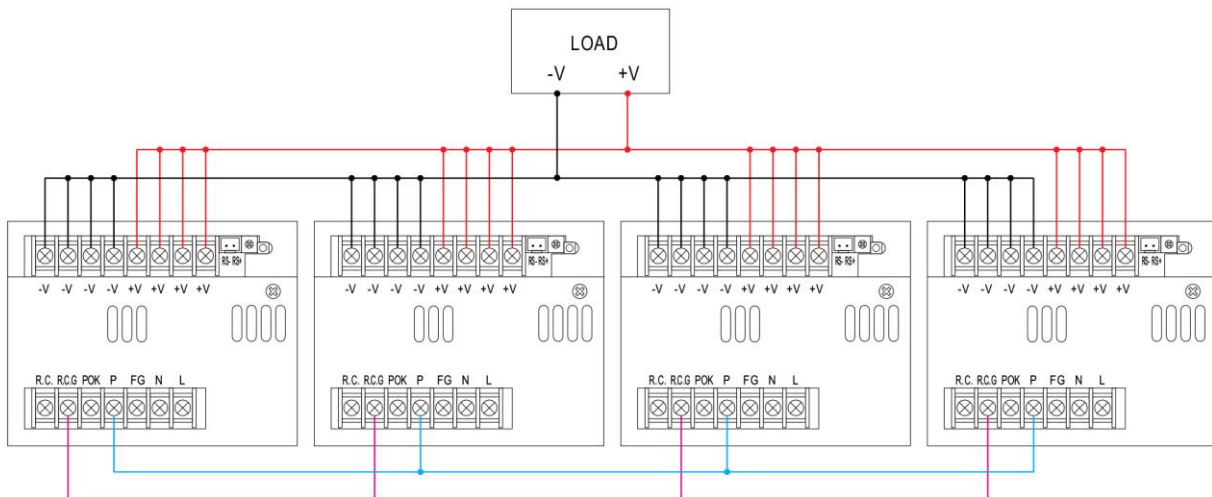 LOAD
-V +V
RS- RS+ RS- RS+ RS- RS+ RS- RS+
-V -V -V -V +V +V +V +V -V -V -V -V +V +V +V +V -V -V -V -V +V +V +V +V -V -V -V -V +V +V +V +V
R.C. R.C.G POK P FG N L R.C. R.C.G POK P FG N L R.C. R.C.G POK P FG N L R.C. R.C.G POK P FG N L